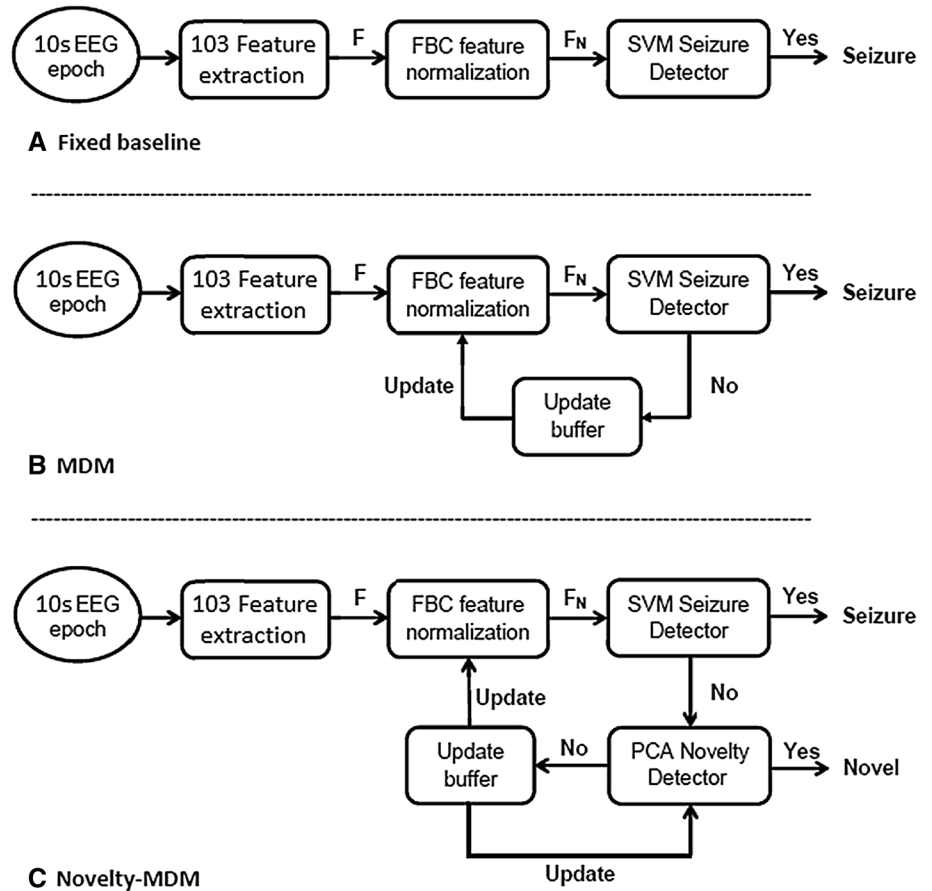 10s EEG
epoch
103 Feature
extraction
F
FBC feature
normalization
FN
SVM Seizure
Detector
Yes
Seizure
A Fixed baseline
10s EEG
epoch
103 Feature
extraction
F
FBC feature
normalization
FN
SVM Seizure
Detector
Yes
Seizure
Update
Update
buffer
No
B MDM
10s EEG
epoch
103 Feature
extraction
F
FBC feature
normalization
FN
SVM Seizure
Detector
Yes
Seizure
Update
No
Update
buffer
No
PCA Novelty
Detector
Yes
Novel
Update
C Novelty-MDM